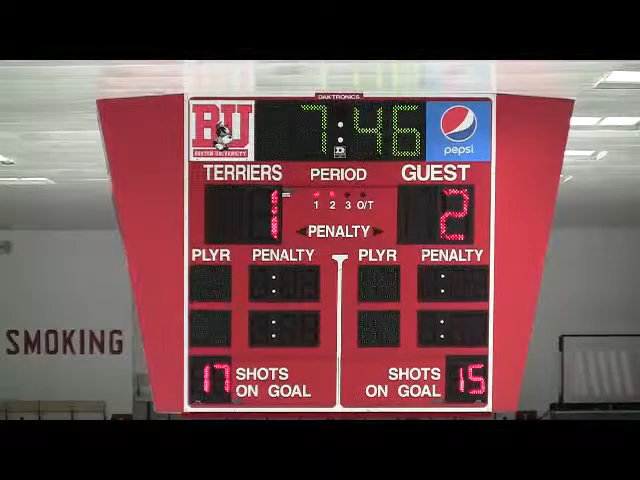 DAKTRONICS
BU
BOSTON UNIVERSITY
7:46
pepsi
TERRIERS PERIOD GUEST
1 1 2 3 O/T 2
PENALTY
PLYR PENALTY PLYR PENALTY
17 SHOTS ON GOAL SHOTS ON GOAL 15
SMOKING